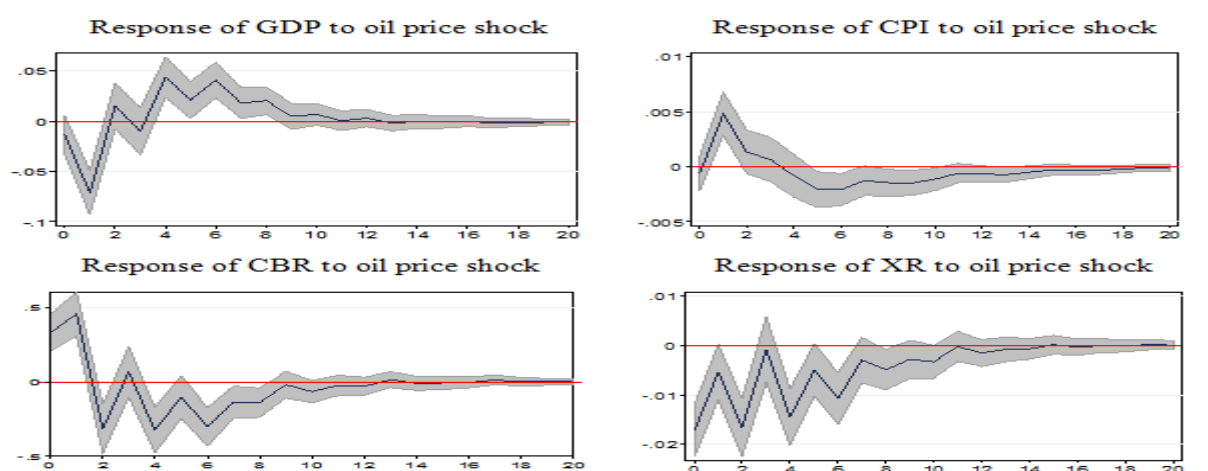 Response of GDP to oil price shock
.05
0
-.05
-.1
0 2 4 6 8 10 12 14 16 18 20
Response of CPI to oil price shock
.01
.005
0
-.005
0 2 4 6 8 10 12 14 16 18 20
Response of CBR to oil price shock
.5
0
-.5
0 2 4 6 8 10 12 14 16 18 20
Response of XR to oil price shock
.01
0
-.01
-.02
0 2 4 6 8 10 12 14 16 18 20